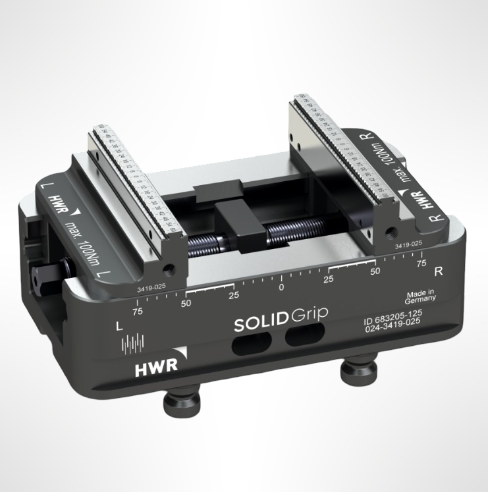 L
HWR
max. 100Nm
L
R
max. 100Nm
HWR
R
3419-025
3419-025
75 50 25 0 25 50 75
L
R
SOLIDGrip
Made in
Germany
ID 683205-125
024-3419-025
HWR